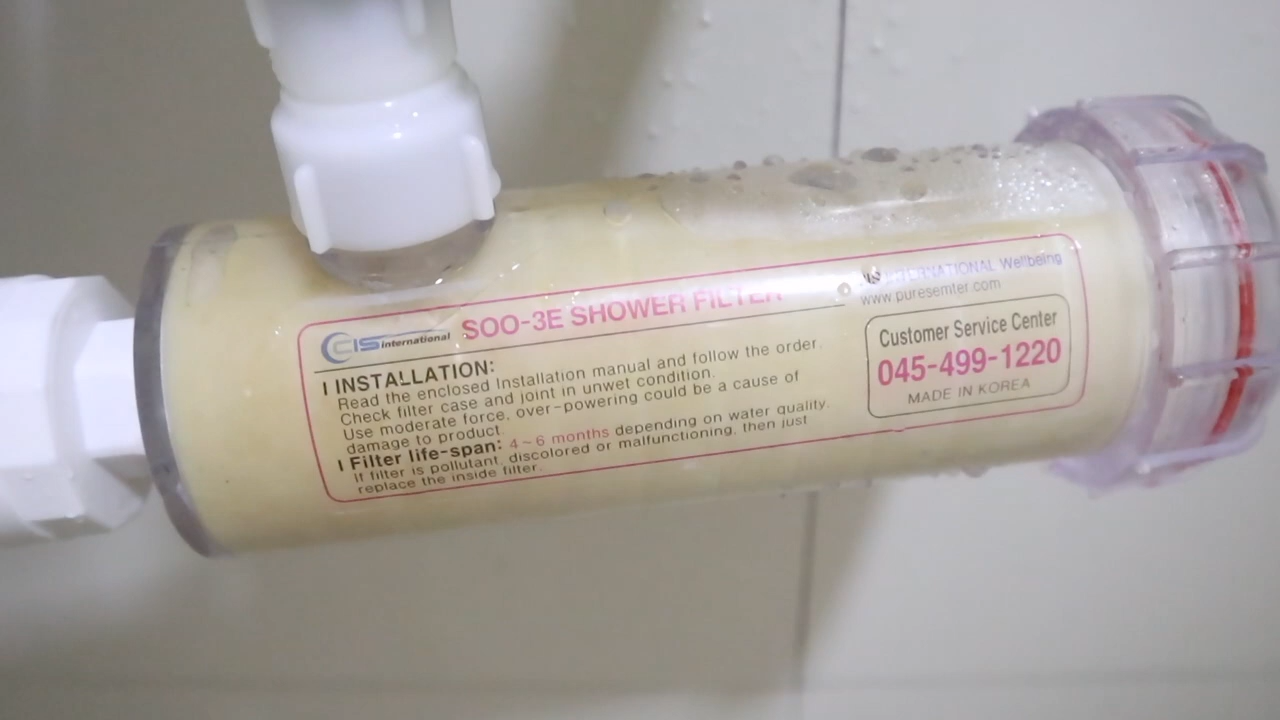 CIS international SOO-3E SHOWER FILTER
I INSTALLATION:
Read the enclosed Installation manual and follow the order.
Check filter case and joint in unwet condition.
Use moderate force, over-powering could be a cause of
damage to product.
I Filter life-span: 4~6 months depending on water quality.
If filter is pollutant, discolored or malfunctioning, then just
replace the inside filter.
INTERNATIONAL Wellbeing
www.puresemter.com
Customer Service Center
045-499-1220
MADE IN KOREA